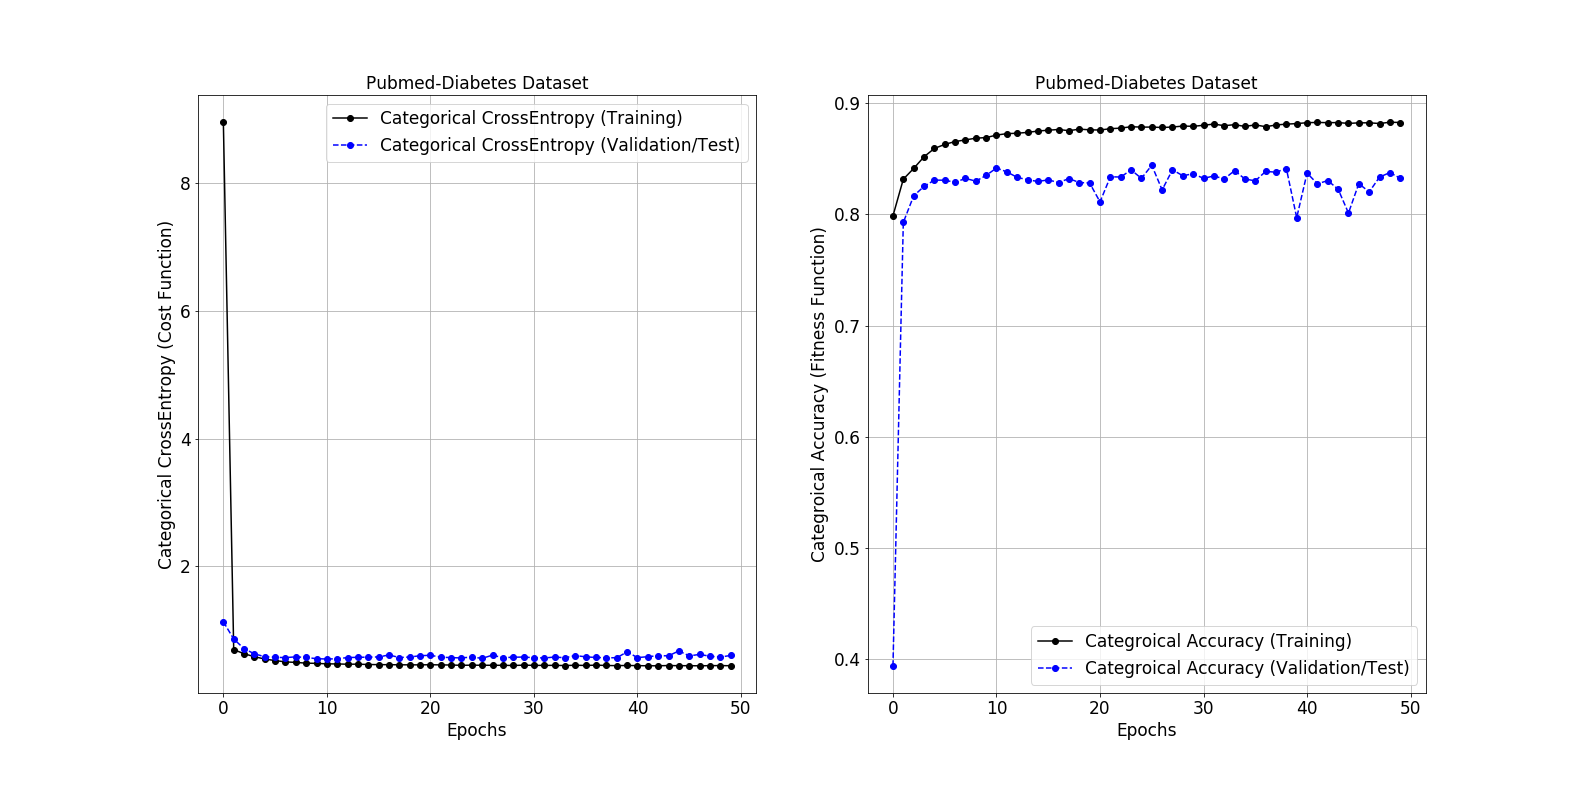 Pubmed-Diabetes Dataset
Categorical CrossEntropy (Training)
Categorical CrossEntropy (Validation/Test)
8
6
4
2
Categorical CrossEntropy (Cost Function)
0 10 20 30 40 50
Epochs
Pubmed-Diabetes Dataset
0.9
0.8
0.7
0.6
0.5
0.4
Categroical Accuracy (Fitness Function)
Categroical Accuracy (Training)
Categroical Accuracy (Validation/Test)
0 10 20 30 40 50
Epochs